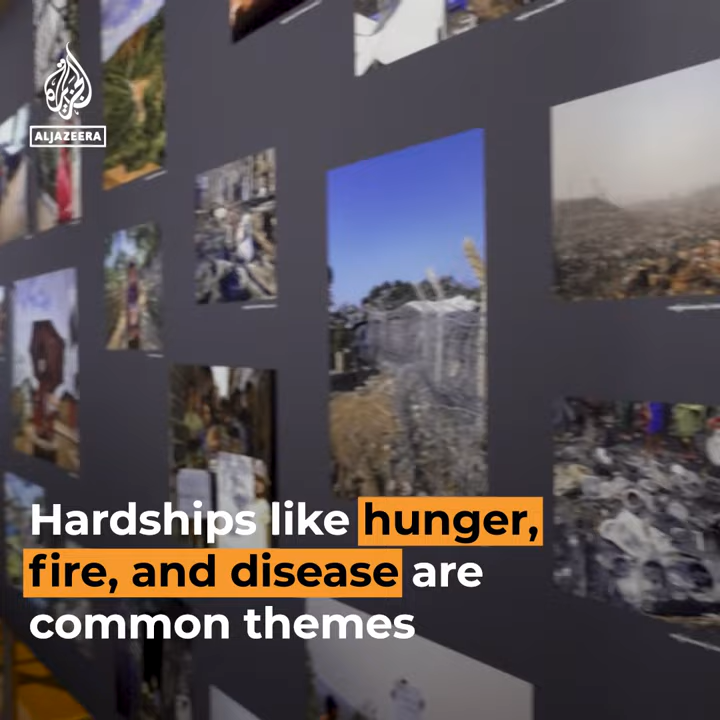 ALJAZEERA
Hardships like hunger,
fire, and disease are
common themes